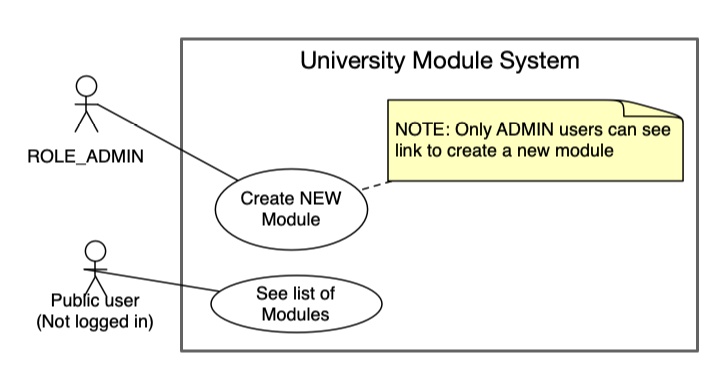 University Module System
NOTE: Only ADMIN users can see
link to create a new module
ROLE_ADMIN
Create NEW
Module
Public user
(Not logged in)
See list of
Modules